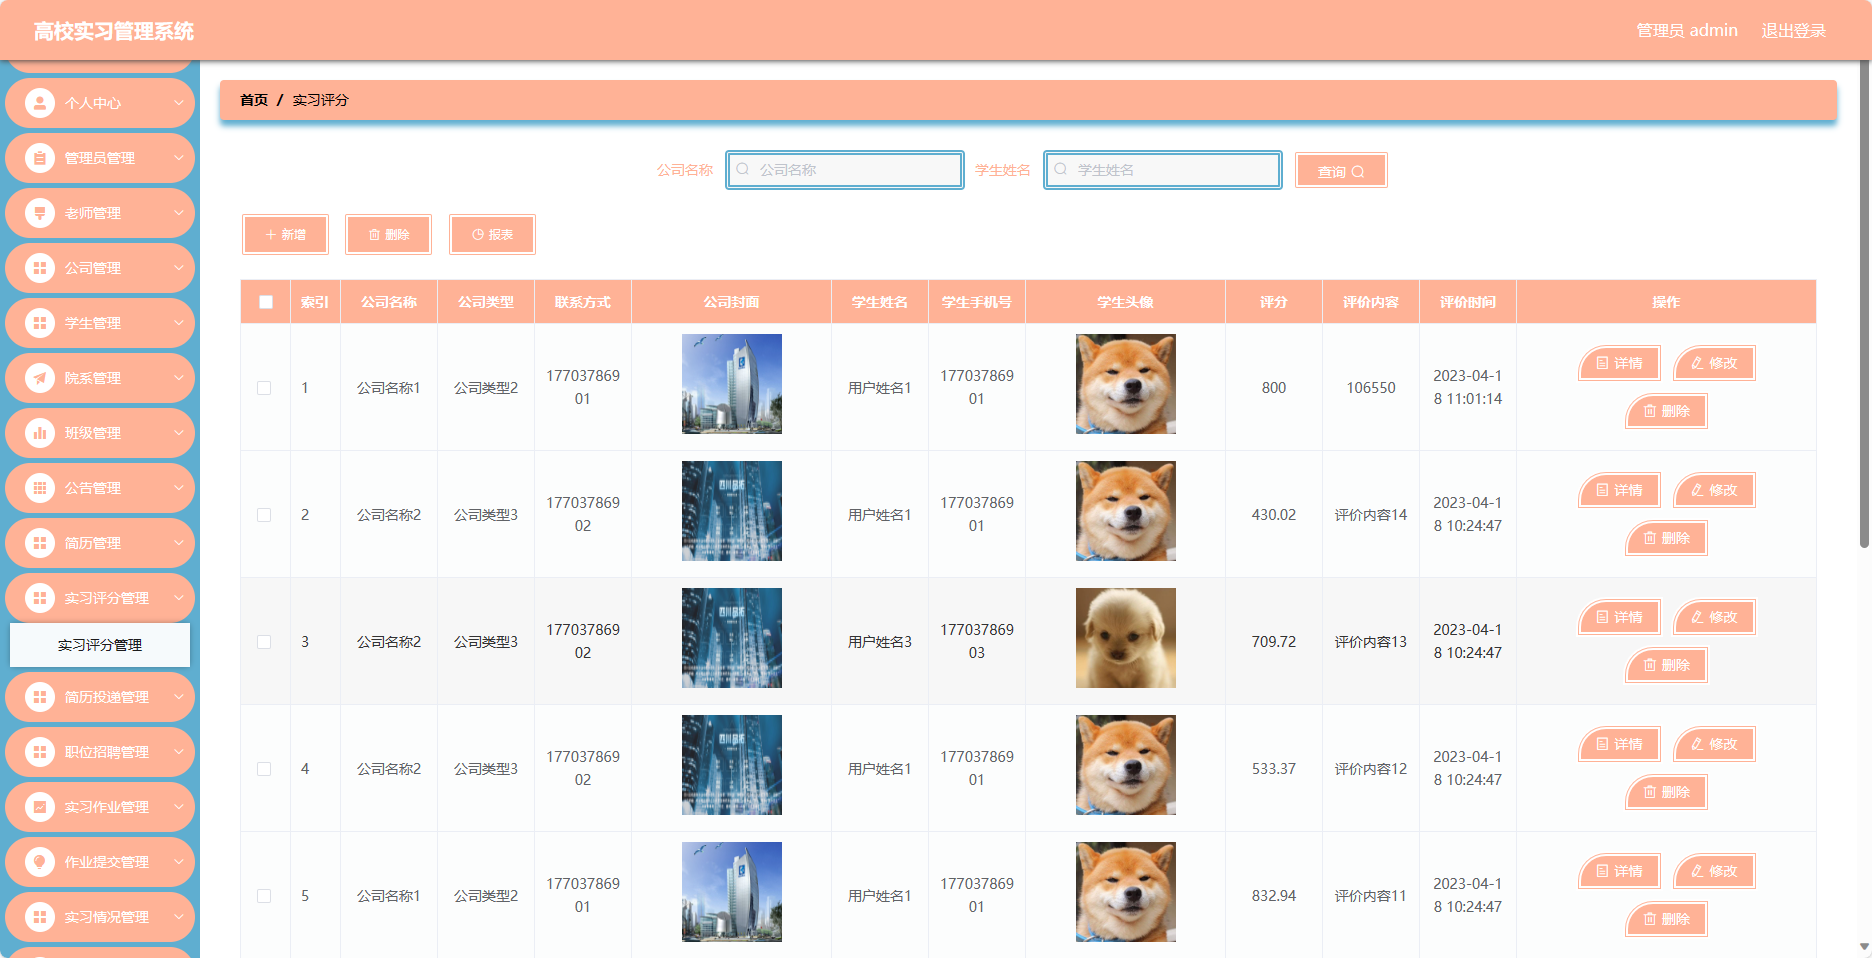 高校实习管理系统
管理员 admin
退出登录
个人中心
管理员管理
老师管理
公司管理
学生管理
院系管理
班级管理
公告管理
简历管理
实习评分管理
实习评分管理
简历投递管理
职位招聘管理
实习作业管理
作业提交管理
实习情况管理
首页 / 实习评分
公司名称 公司名称 学生姓名 学生姓名 查询
新增 删除 报表
索引 公司名称 公司类型 联系方式 公司封面 学生姓名 学生手机号 学生头像 评分 评价内容 评价时间 操作
1 公司名称1 公司类型2 17703786901 用户姓名1 17703786901 800 106550 2023-04-18 11:01:14 详情 修改 删除
2 公司名称2 公司类型3 17703786902 用户姓名1 17703786901 430.02 评价内容14 2023-04-18 10:24:47 详情 修改 删除
3 公司名称2 公司类型3 17703786902 用户姓名3 17703786903 709.72 评价内容13 2023-04-18 10:24:47 详情 修改 删除
4 公司名称2 公司类型3 17703786902 用户姓名1 17703786901 533.37 评价内容12 2023-04-18 10:24:47 详情 修改 删除
5 公司名称1 公司类型2 17703786901 用户姓名1 17703786901 832.94 评价内容11 2023-04-18 10:24:47 详情 修改 删除